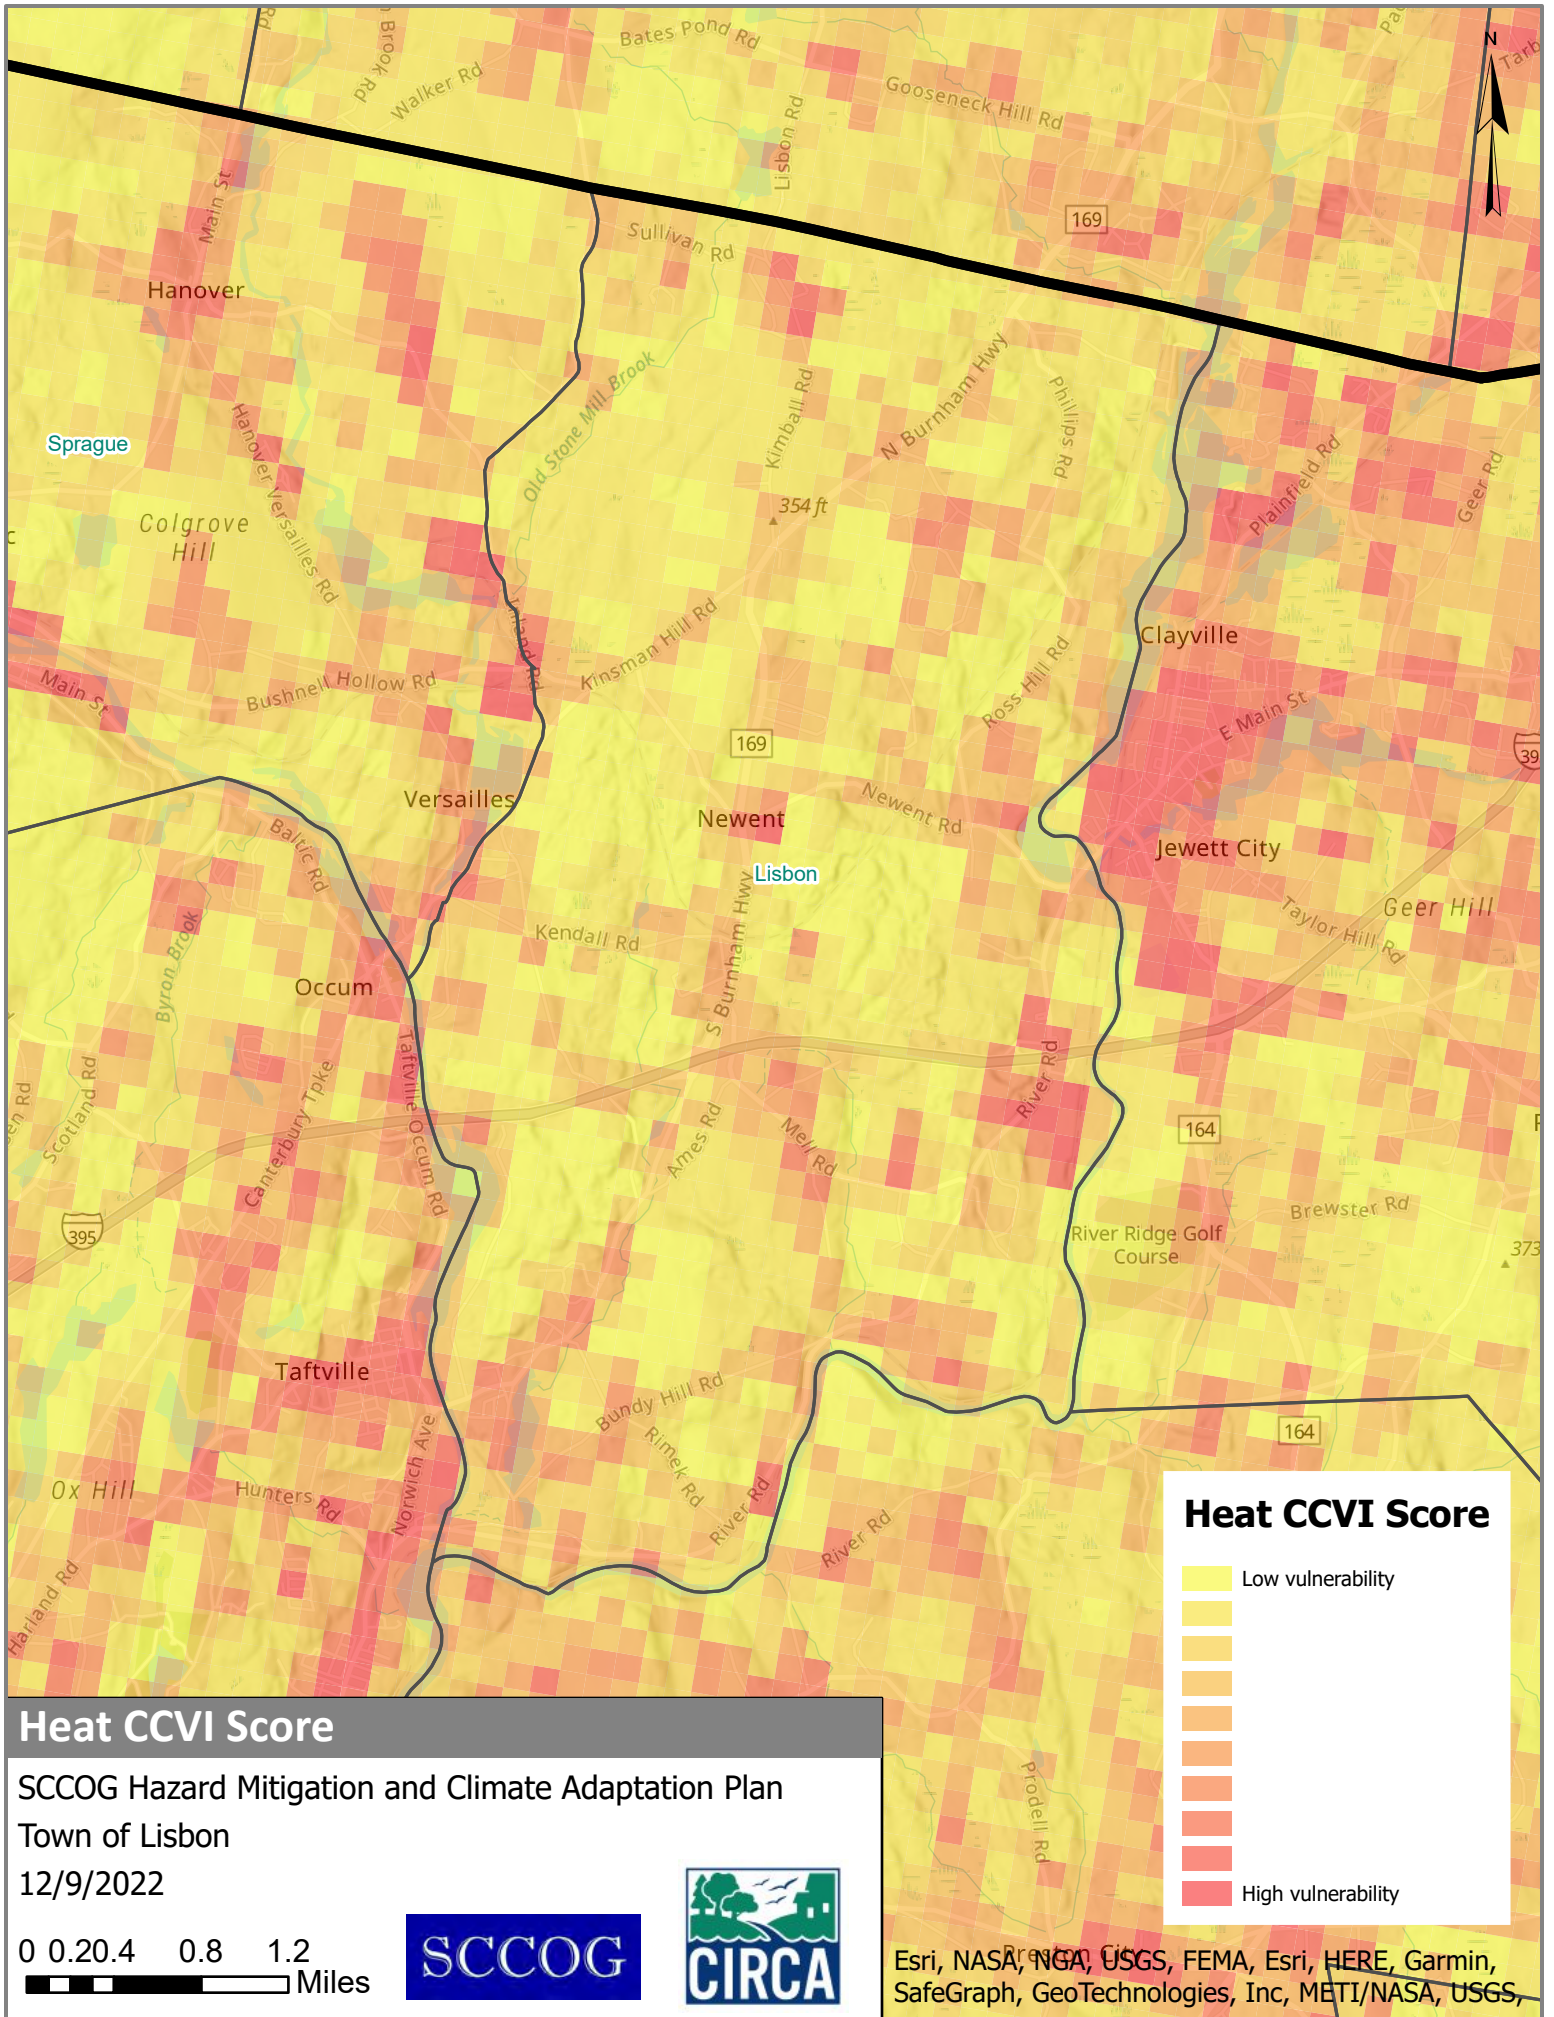 Bates Pond Rd
Brook Rd
Walker Rd
Gooseneck Hill Rd
N
Lisbon Rd
Main St
169
Sullivan Rd
Hanover
Old Stone Mill Brook
Kimball Rd
N Burnham Hwy
Phillips Rd
Sprague
Hanover Versailles Rd
Plainfield Rd
Geer Rd
354 ft
Colgrove
Hill
Inland Rd
Kinsman Hill Rd
Clayville
Ross Hill Rd
Main St
Bushnell Hollow Rd
E Main St
169
39
Versailles
Newent
Newent Rd
Baltic Rd
Jewett City
Lisbon
Byron Brook
Kendall Rd
S Burnham Hwy
Taylor Hill Rd
Geer Hill
Occum
Taftville Occum Rd
Scotland Rd
Canterbury Tpke
River Rd
Ames Rd
Mell Rd
164
395
Brewster Rd
River Ridge Golf
Course
373
Taftville
Bundy Hill Rd
Rimek Rd
Norwich Ave
164
Ox Hill
Hunters Rd
River Rd
River Rd
Harland Rd
Heat CCVI Score
Low vulnerability
High vulnerability
Prodell Rd
Preston City
Heat CCVI Score
SCCOG Hazard Mitigation and Climate Adaptation Plan
Town of Lisbon
12/9/2022
0 0.20.4 0.8 1.2
Miles
SCCOG
CIRCA
Esri, NASA, NGA, USGS, FEMA, Esri, HERE, Garmin,
SafeGraph, GeoTechnologies, Inc, METI/NASA, USGS,